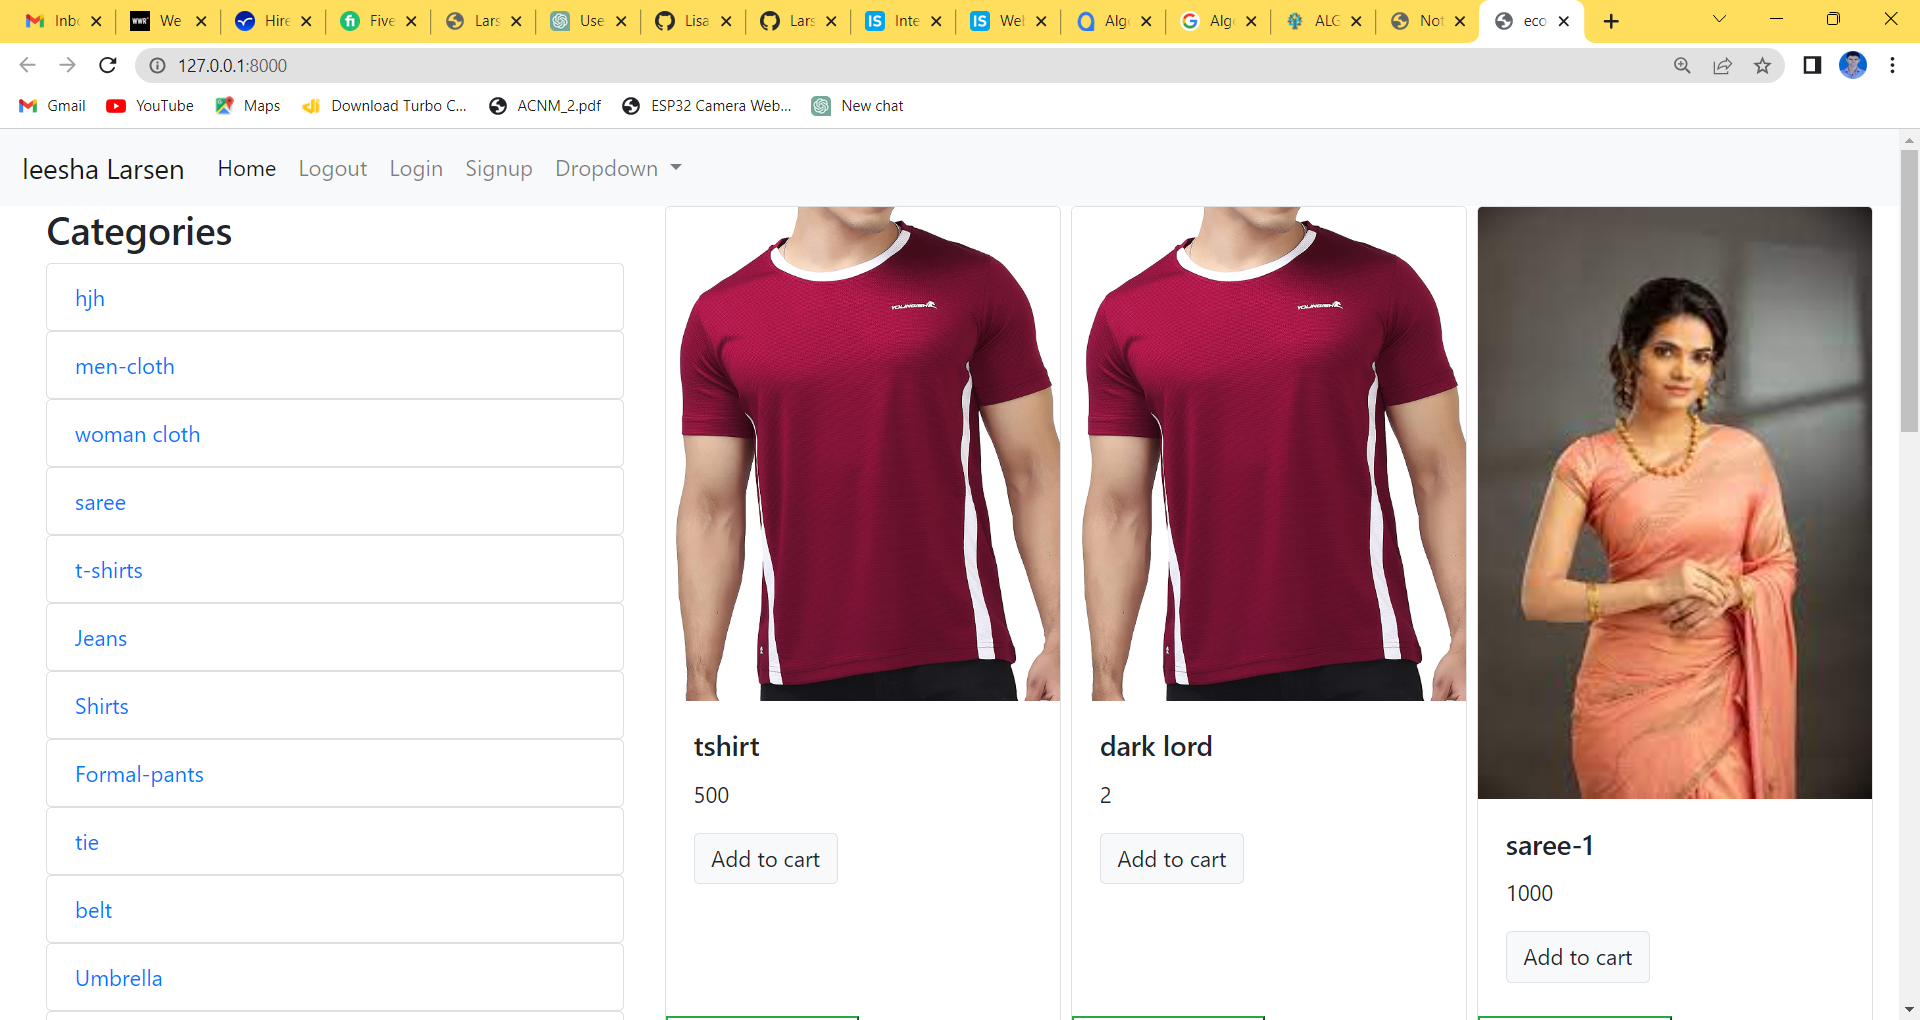 Inb We Hire Five Lars Use Lisa Lars Inte Wel Alg Alg ALG Not eco
127.0.0.1:8000
Gmail YouTube Maps Download Turbo C... ACNM_2.pdf ESP32 Camera Web... New chat
leesha Larsen Home Logout Login Signup Dropdown
Categories
hjh
men-cloth
woman cloth
saree
t-shirts
Jeans
Shirts
Formal-pants
tie
belt
Umbrella
tshirt
500
Add to cart
dark lord
2
Add to cart
saree-1
1000
Add to cart